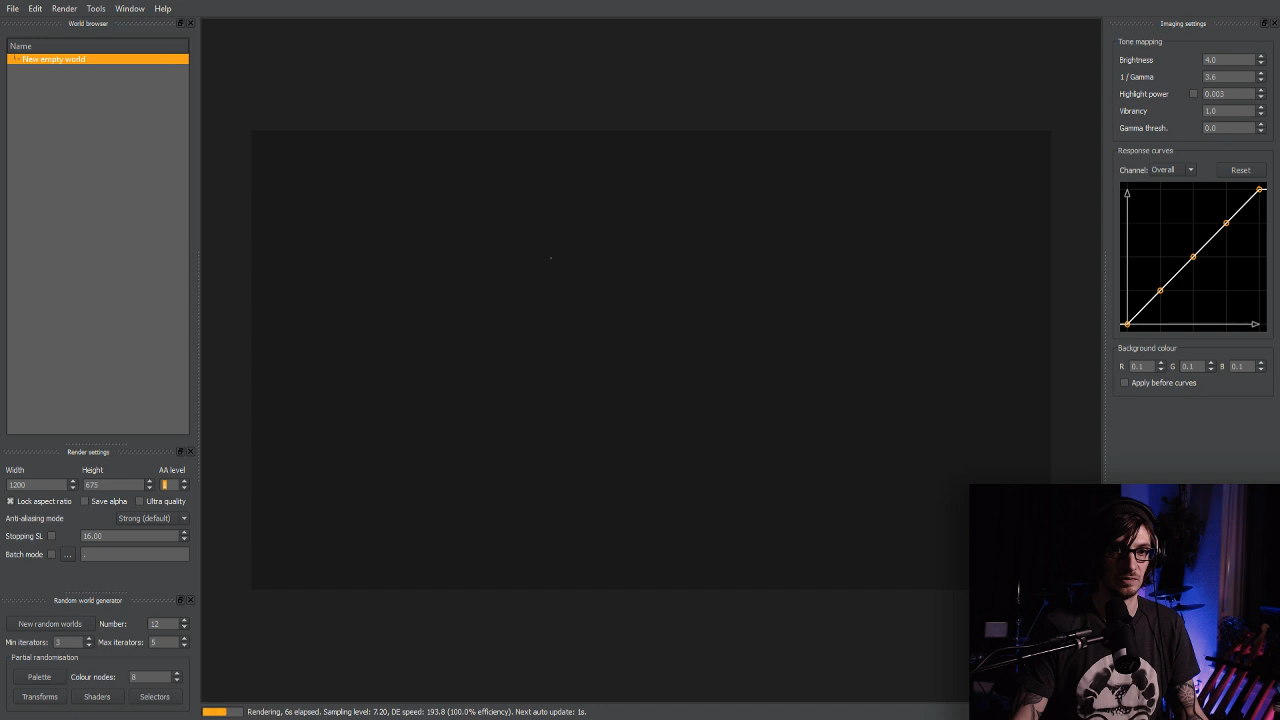 File Edit Render Tools Window Help
World browser
Name
New empty world
Render settings
Width Height AA level
1200 675
Lock aspect ratio Save alpha Ultra quality
Anti-aliasing mode Strong (default)
Stopping SL 16.00
Batch mode ... .
Random world generator
New random worlds Number: 12
Min iterators: 3 Max iterators: 5
Partial randomisation
Palette Colour nodes: 8
Transforms Shaders Selectors
Rendering, 6s elapsed. Sampling level: 7.20, DE speed: 193.8 (100.0% efficiency). Next auto update: 1s.
Imaging settings
Tone mapping
Brightness 4.0
1 / Gamma 3.6
Highlight power 0.003
Vibrancy 1.0
Gamma thresh. 0.0
Response curves
Channel: Overall Reset
Background colour
R 0.1 G 0.1 B 0.1
Apply before curves